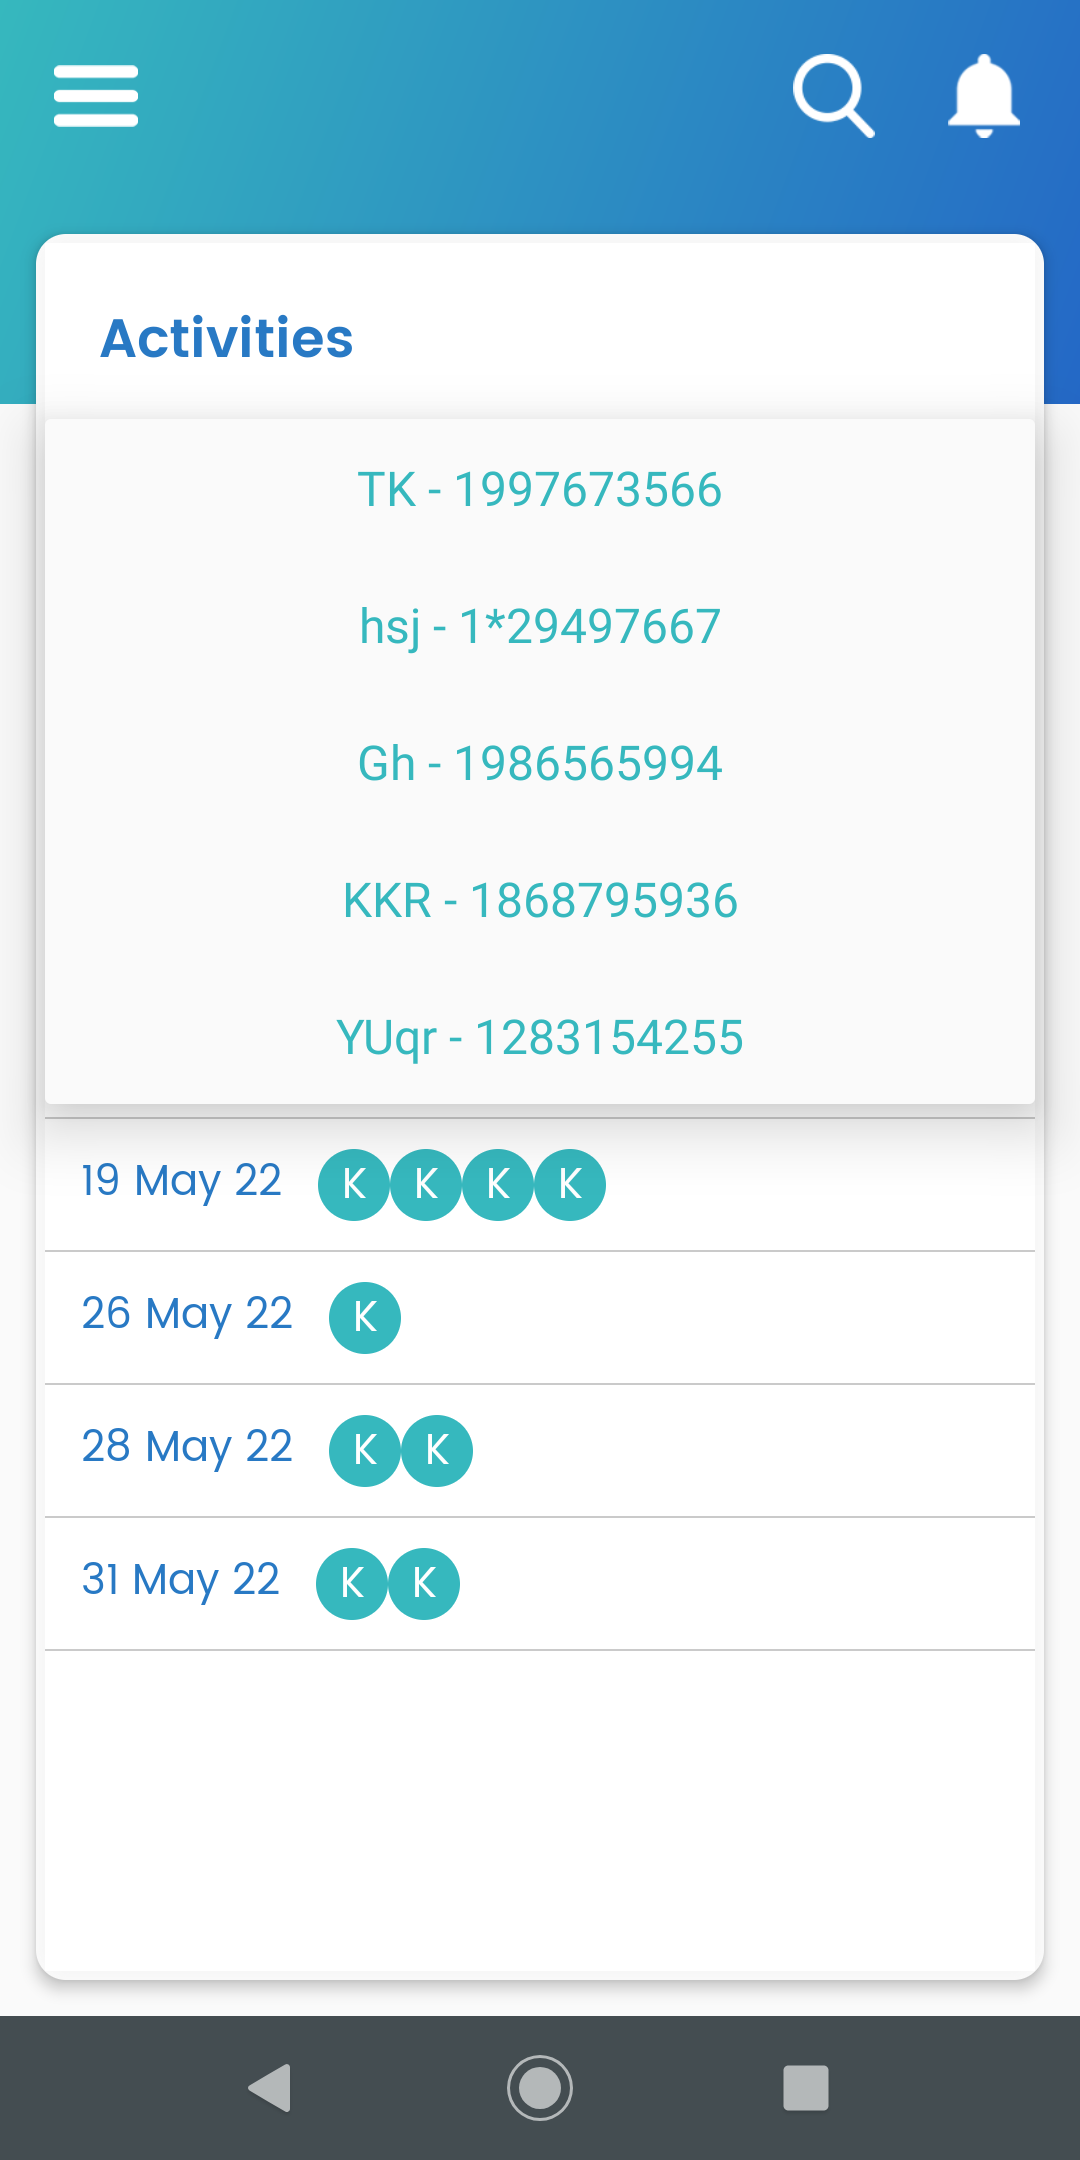 Activities
TK - 1997673566
hsj - 1*29497667
Gh - 1986565994
KKR - 1868795936
YUqr - 1283154255
19 May 22 K K K K
26 May 22 K
28 May 22 K K
31 May 22 K K